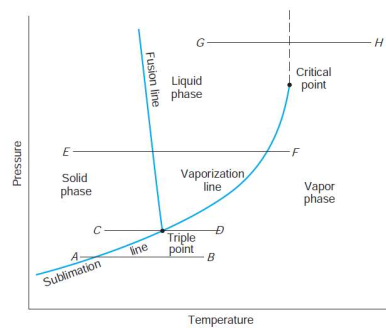 G
H
Fusion line
Liquid
phase
Critical
point
E
F
Solid
phase
Vaporization
line
Vapor
phase
Pressure
C
D
Triple
point
A
B
Sublimation line
Temperature